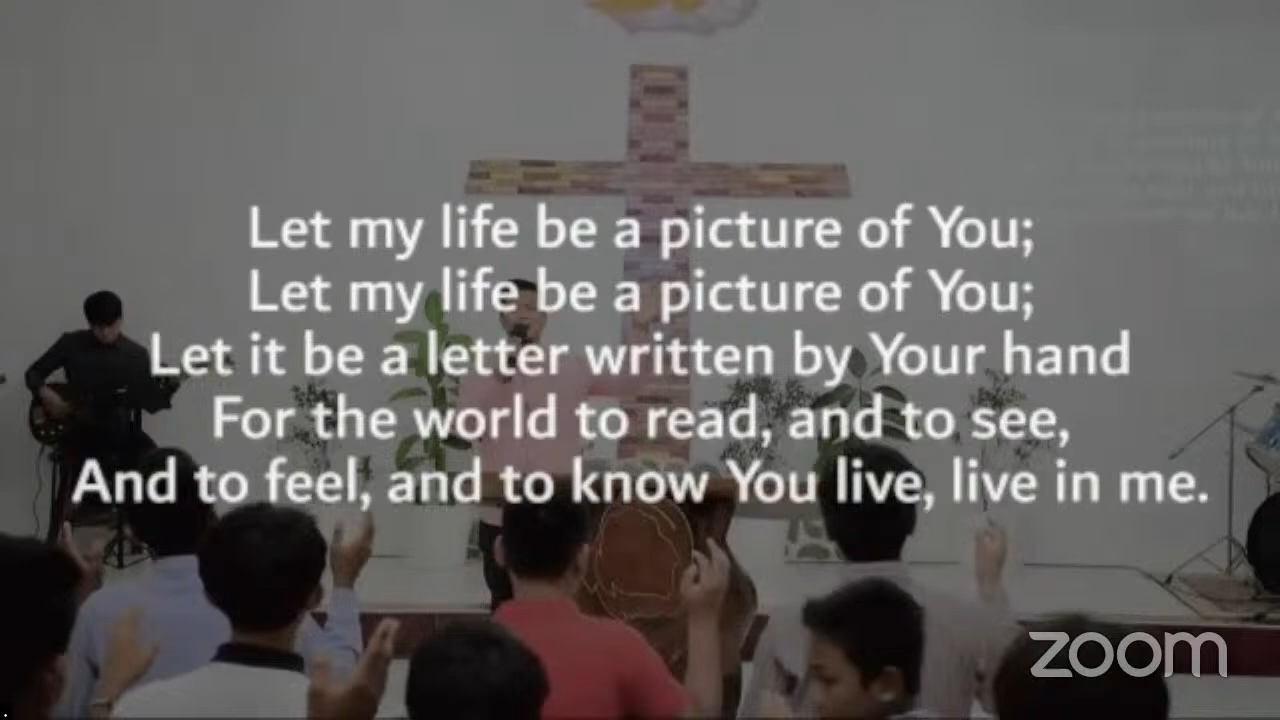 Let my life be a picture of You;
Let my life be a picture of You;
Let it be a letter written by Your hand
For the world to read, and to see,
And to feel, and to know You live, live in me.
zoom